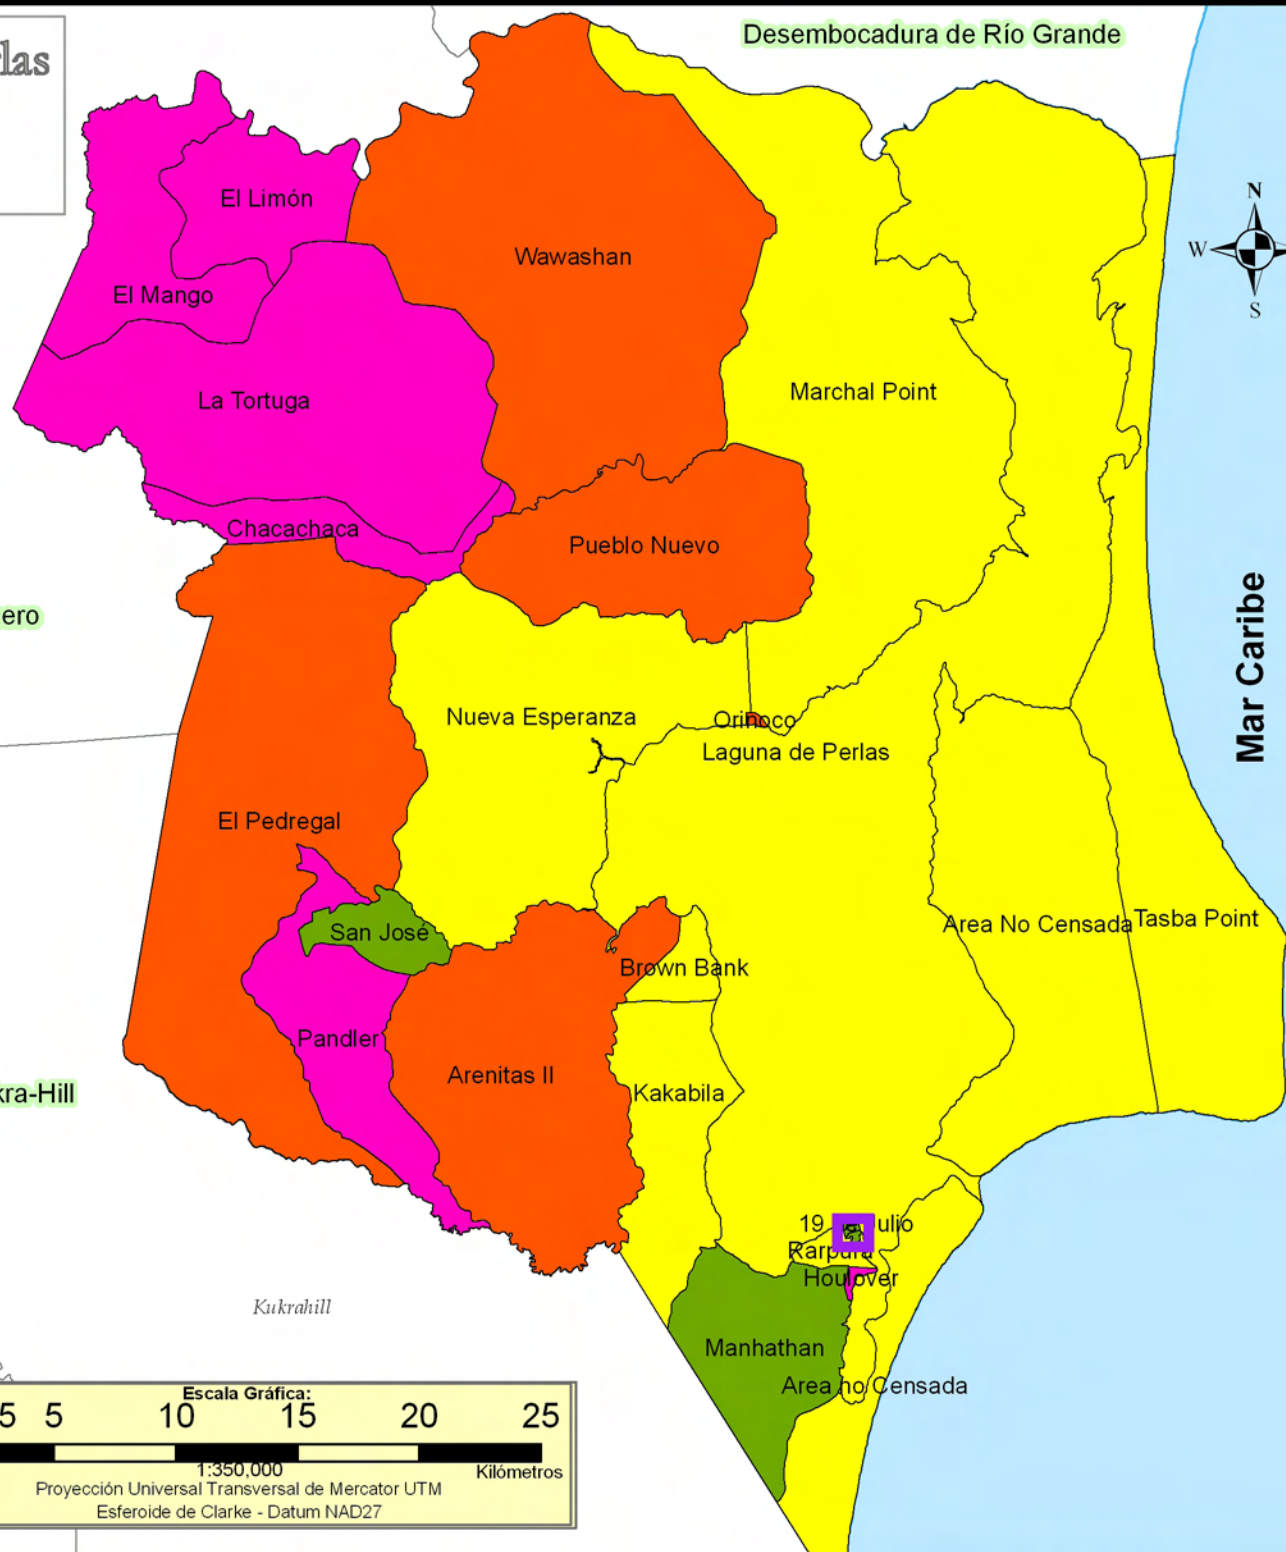 las
Desembocadura de Río Grande
N
W
S
El Limón
Wawashan
El Mango
Marchal Point
La Tortuga
Chacachaca
Pueblo Nuevo
ero
Mar Caribe
Nueva Esperanza
Orinoco
Laguna de Perlas
El Pedregal
San José
Area No Censada
Tasba Point
Brown Bank
Pandler
Arenitas II
Kakabila
kra-Hill
19 ulio
Rarpura
Houlover
Kukrahill
Manhathan
Area no Censada
Escala Gráfica:
5 5 10 15 20 25
1:350,000
Kilómetros
Proyección Universal Transversal de Mercator UTM
Esferoide de Clarke - Datum NAD27